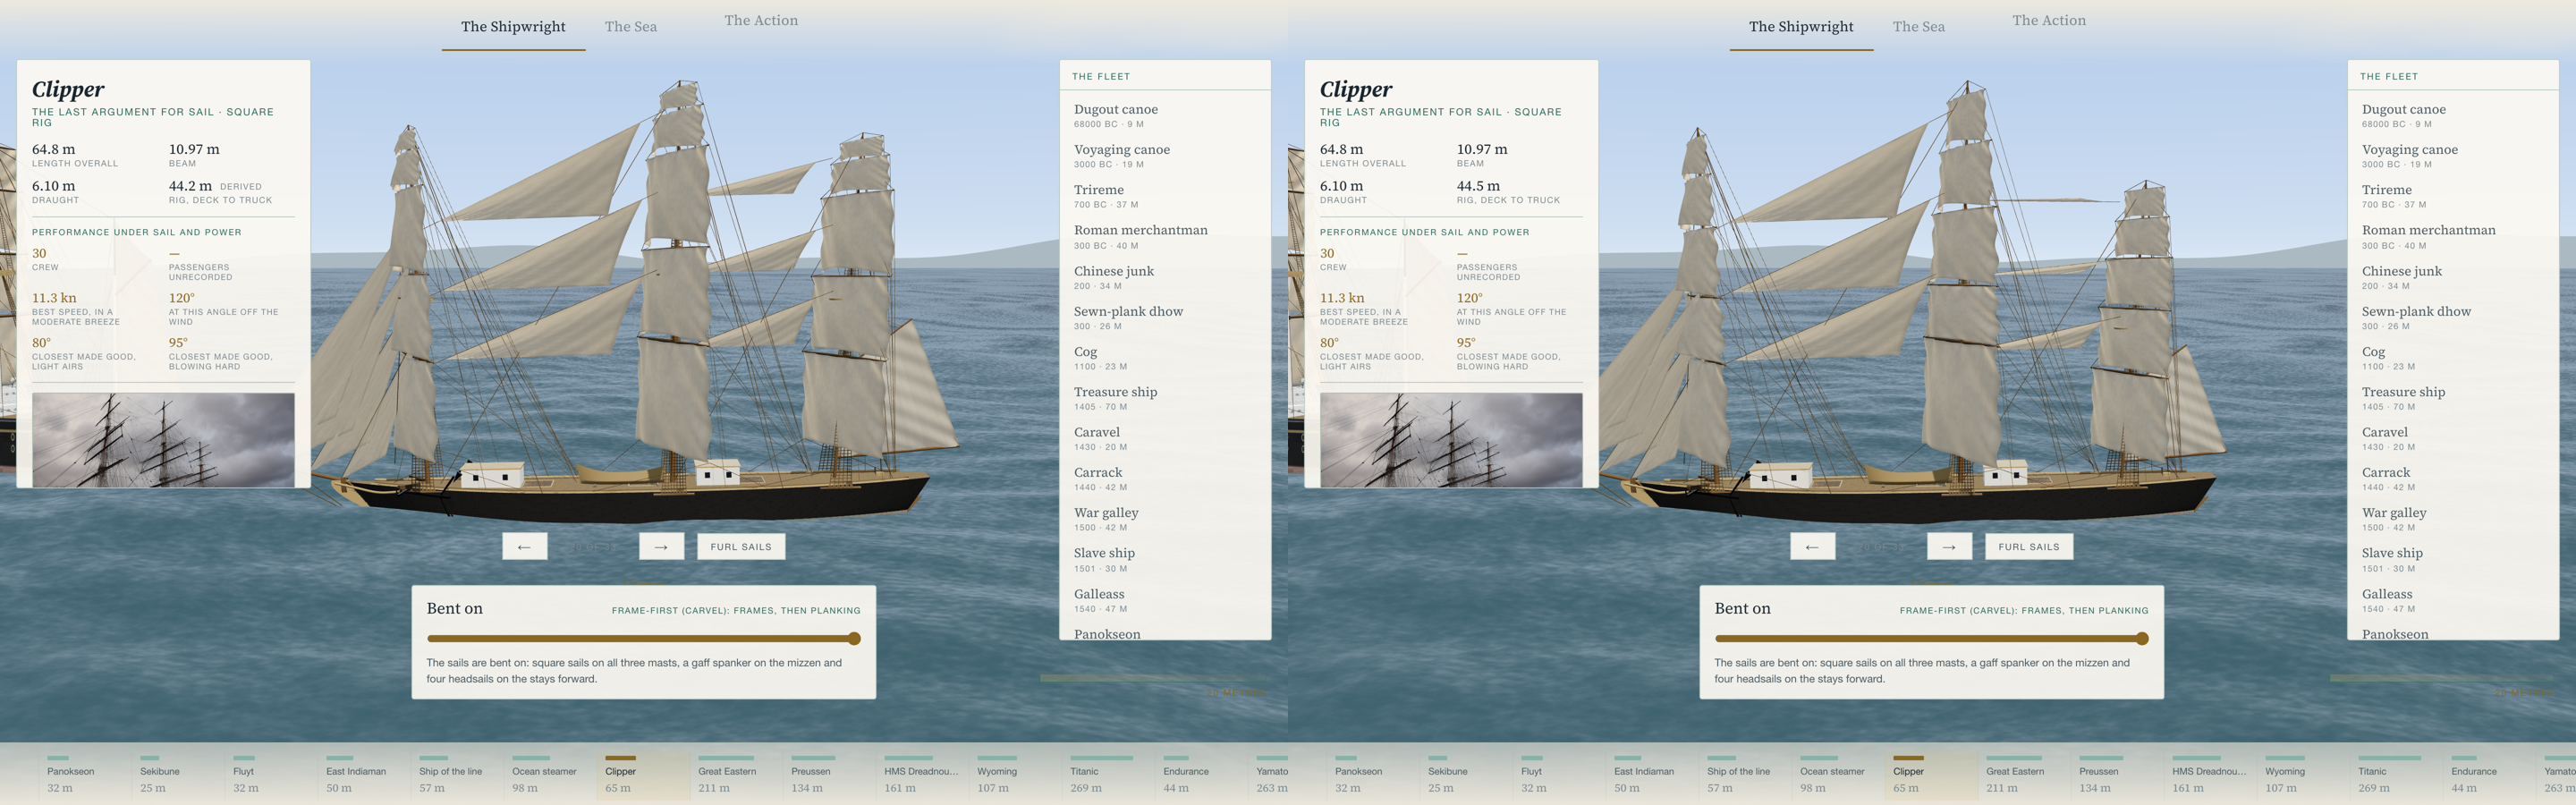 The Shipwright
The Sea
The Action
Clipper
THE LAST ARGUMENT FOR SAIL · SQUARE
RIG
64.8 m
LENGTH OVERALL
10.97 m
BEAM
6.10 m
DRAUGHT
44.2 m DERIVED
RIG, DECK TO TRUCK
PERFORMANCE UNDER SAIL AND POWER
30
CREW
—
PASSENGERS
UNRECORDED
11.3 kn
BEST SPEED, IN A
MODERATE BREEZE
120°
AT THIS ANGLE OFF THE
WIND
80°
CLOSEST MADE GOOD,
LIGHT AIRS
95°
CLOSEST MADE GOOD,
BLOWING HARD
THE FLEET
Dugout canoe
68000 BC · 9 M
Voyaging canoe
3000 BC · 19 M
Trireme
700 BC · 37 M
Roman merchantman
300 BC · 40 M
Chinese junk
200 · 34 M
Sewn-plank dhow
300 · 26 M
Cog
1100 · 23 M
Treasure ship
1405 · 70 M
Caravel
1430 · 20 M
Carrack
1440 · 42 M
War galley
1500 · 42 M
Slave ship
1501 · 30 M
Galleass
1540 · 47 M
Panokseon
←
→
FURL SAILS
Bent on
FRAME-FIRST (CARVEL): FRAMES, THEN PLANKING
The sails are bent on: square sails on all three masts, a gaff spanker on the mizzen and
four headsails on the stays forward.
Panokseon
32 m
Sekibune
25 m
Fluyt
32 m
East Indiaman
50 m
Ship of the line
57 m
Ocean steamer
98 m
Clipper
65 m
Great Eastern
211 m
Preussen
134 m
HMS Dreadnou...
161 m
Wyoming
107 m
Titanic
269 m
Endurance
44 m
Yamato
263 m
The Shipwright
The Sea
The Action
Clipper
THE LAST ARGUMENT FOR SAIL · SQUARE
RIG
64.8 m
LENGTH OVERALL
10.97 m
BEAM
6.10 m
DRAUGHT
44.5 m
RIG, DECK TO TRUCK
PERFORMANCE UNDER SAIL AND POWER
30
CREW
—
PASSENGERS
UNRECORDED
11.3 kn
BEST SPEED, IN A
MODERATE BREEZE
120°
AT THIS ANGLE OFF THE
WIND
80°
CLOSEST MADE GOOD,
LIGHT AIRS
95°
CLOSEST MADE GOOD,
BLOWING HARD
THE FLEET
Dugout canoe
68000 BC · 9 M
Voyaging canoe
3000 BC · 19 M
Trireme
700 BC · 37 M
Roman merchantman
300 BC · 40 M
Chinese junk
200 · 34 M
Sewn-plank dhow
300 · 26 M
Cog
1100 · 23 M
Treasure ship
1405 · 70 M
Caravel
1430 · 20 M
Carrack
1440 · 42 M
War galley
1500 · 42 M
Slave ship
1501 · 30 M
Galleass
1540 · 47 M
Panokseon
←
→
FURL SAILS
Bent on
FRAME-FIRST (CARVEL): FRAMES, THEN PLANKING
The sails are bent on: square sails on all three masts, a gaff spanker on the mizzen and
four headsails on the stays forward.
Panokseon
32 m
Sekibune
25 m
Fluyt
32 m
East Indiaman
50 m
Ship of the line
57 m
Ocean steamer
98 m
Clipper
65 m
Great Eastern
211 m
Preussen
134 m
HMS Dreadnou...
161 m
Wyoming
107 m
Titanic
269 m
Endurance
44 m
Yamato
263 m